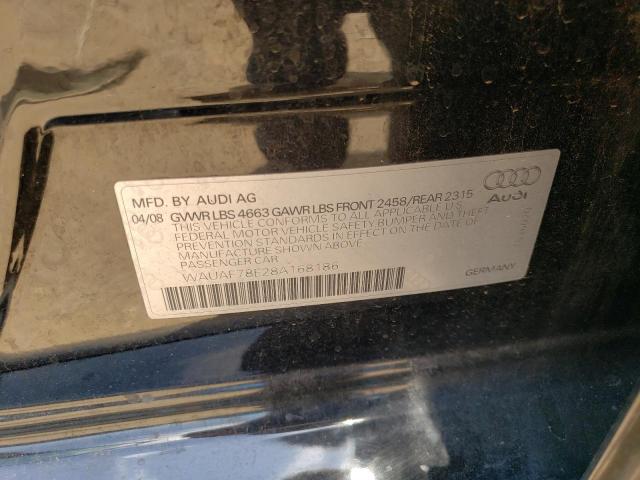 MFD. BY AUDI AG
04/08 GVWR LBS 4663 GAWR LBS FRONT 2458/REAR 2315
THIS VEHICLE CONFORMS TO ALL APPLICABLE U.S.
FEDERAL MOTOR VEHICLE SAFETY, BUMPER AND THEFT
PREVENTION STANDARDS IN EFFECT ON THE DATE OF
MANUFACTURE SHOWN ABOVE.
PASSENGER CAR
WAUAF78E28A168186
Audi
GERMANY